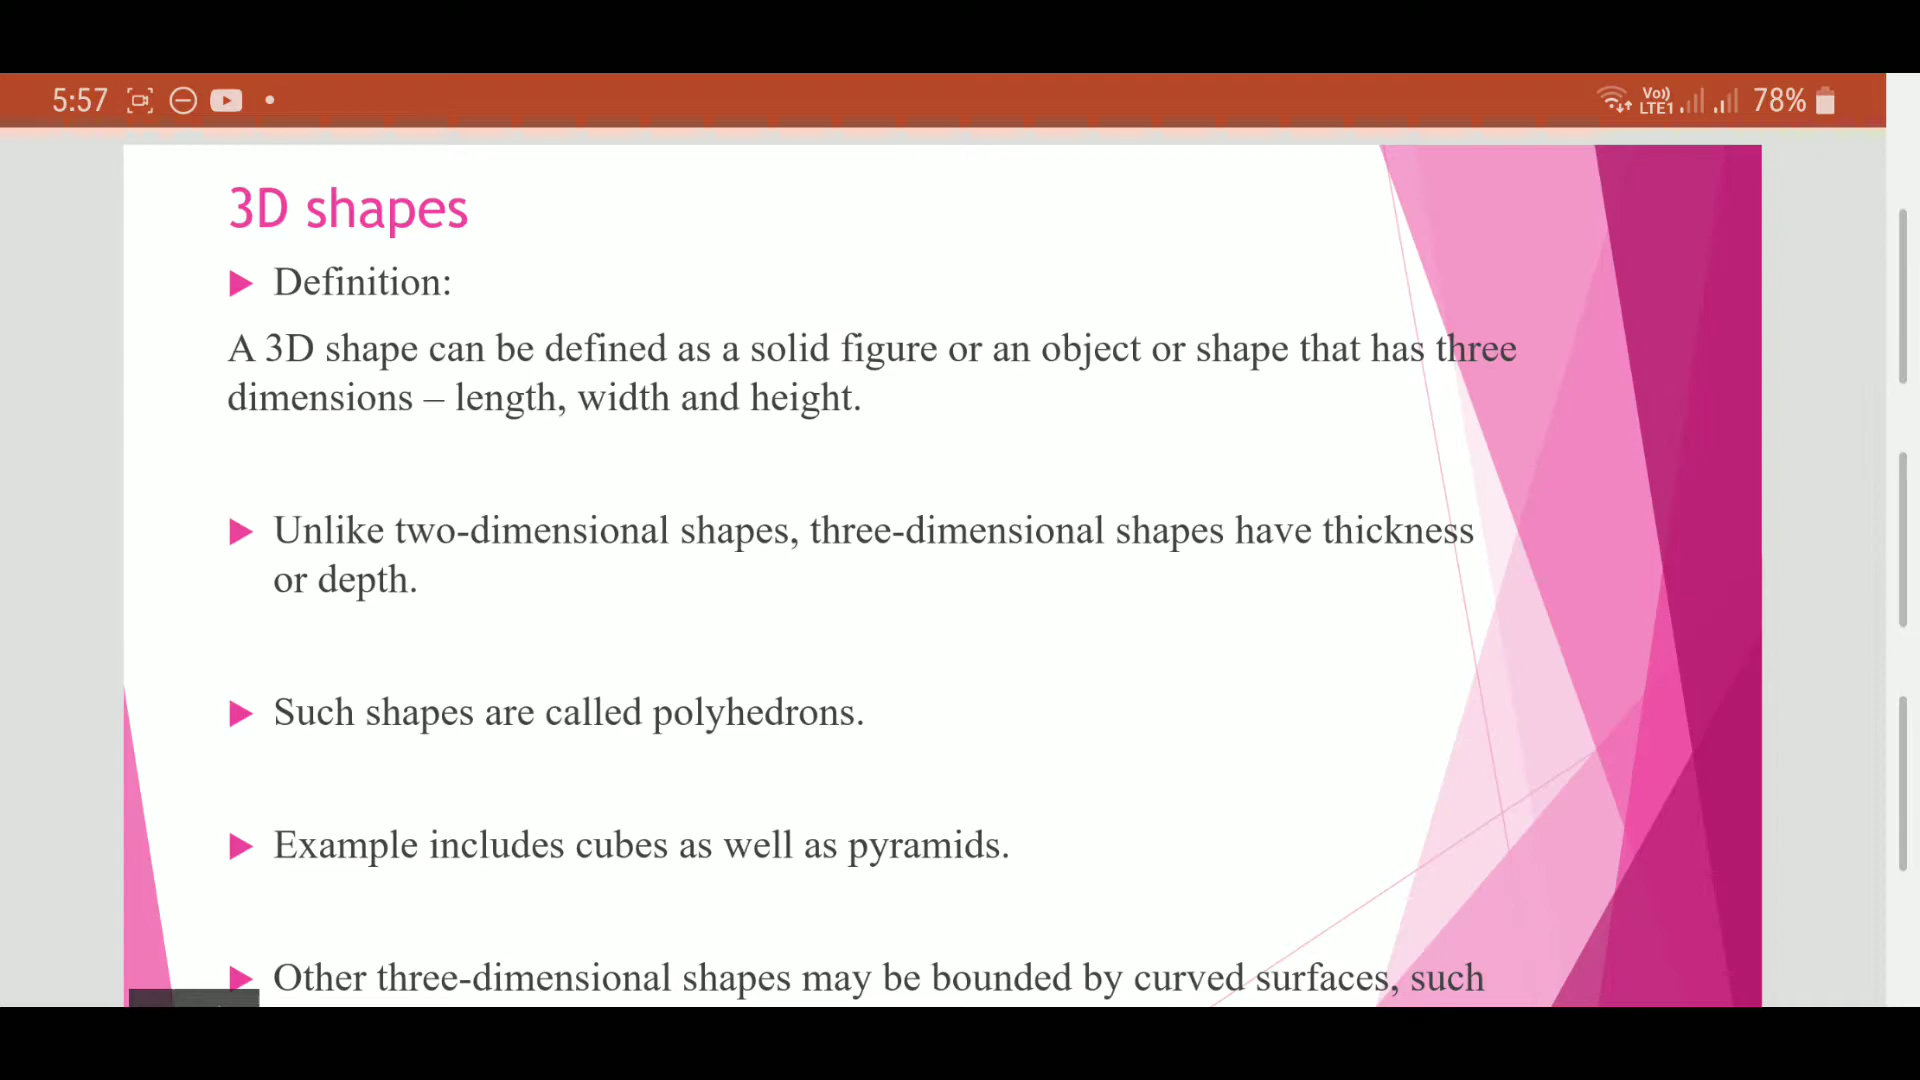 5:57
Vo)) LTE1 78%
3D shapes
Definition:
A 3D shape can be defined as a solid figure or an object or shape that has three
dimensions – length, width and height.
Unlike two-dimensional shapes, three-dimensional shapes have thickness
or depth.
Such shapes are called polyhedrons.
Example includes cubes as well as pyramids.
Other three-dimensional shapes may be bounded by curved surfaces, such